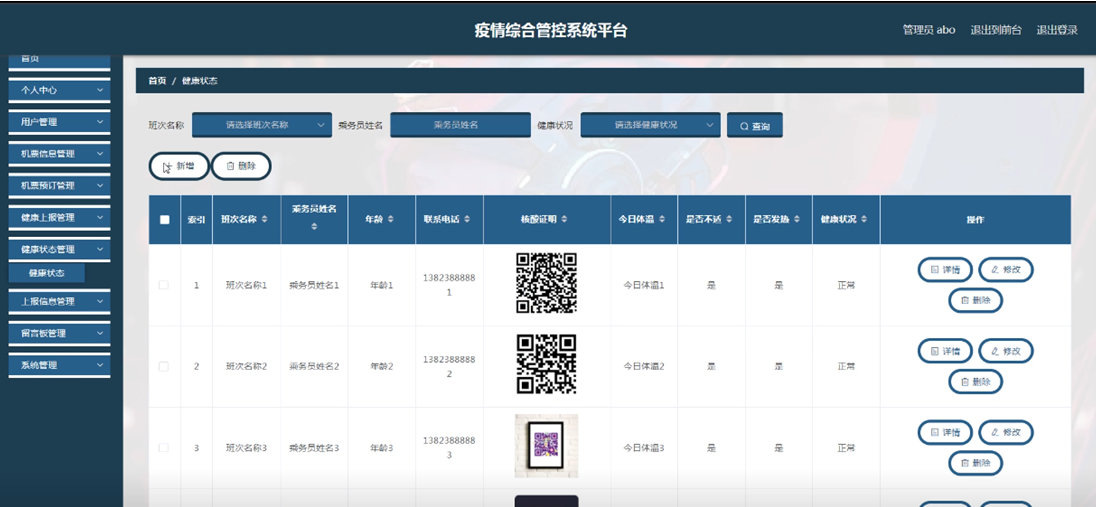 疫情综合管控系统平台
管理员 abo 退出到前台 退出登录
首页
个人中心
用户管理
机票信息管理
机票预订管理
健康上报管理
健康状态管理
健康状态
上报信息管理
留言板管理
系统管理
首页 / 健康状态
班次名称 请选择班次名称 乘务员姓名 乘务员姓名 健康状况 请选择健康状况 查询
新增 删除
索引 班次名称 乘务员姓名 年龄 联系电话 核酸证明 今日体温 是否不适 是否发热 健康状况 操作
1 班次名称1 乘务员姓名1 年龄1 1382388888 今日体温1 是 是 正常 详情 修改
1 删除
2 班次名称2 乘务员姓名2 年龄2 1382388888 今日体温2 是 是 正常 详情 修改
2 删除
3 班次名称3 乘务员姓名3 年龄3 1382388888 今日体温3 是 是 正常 详情 修改
3 删除